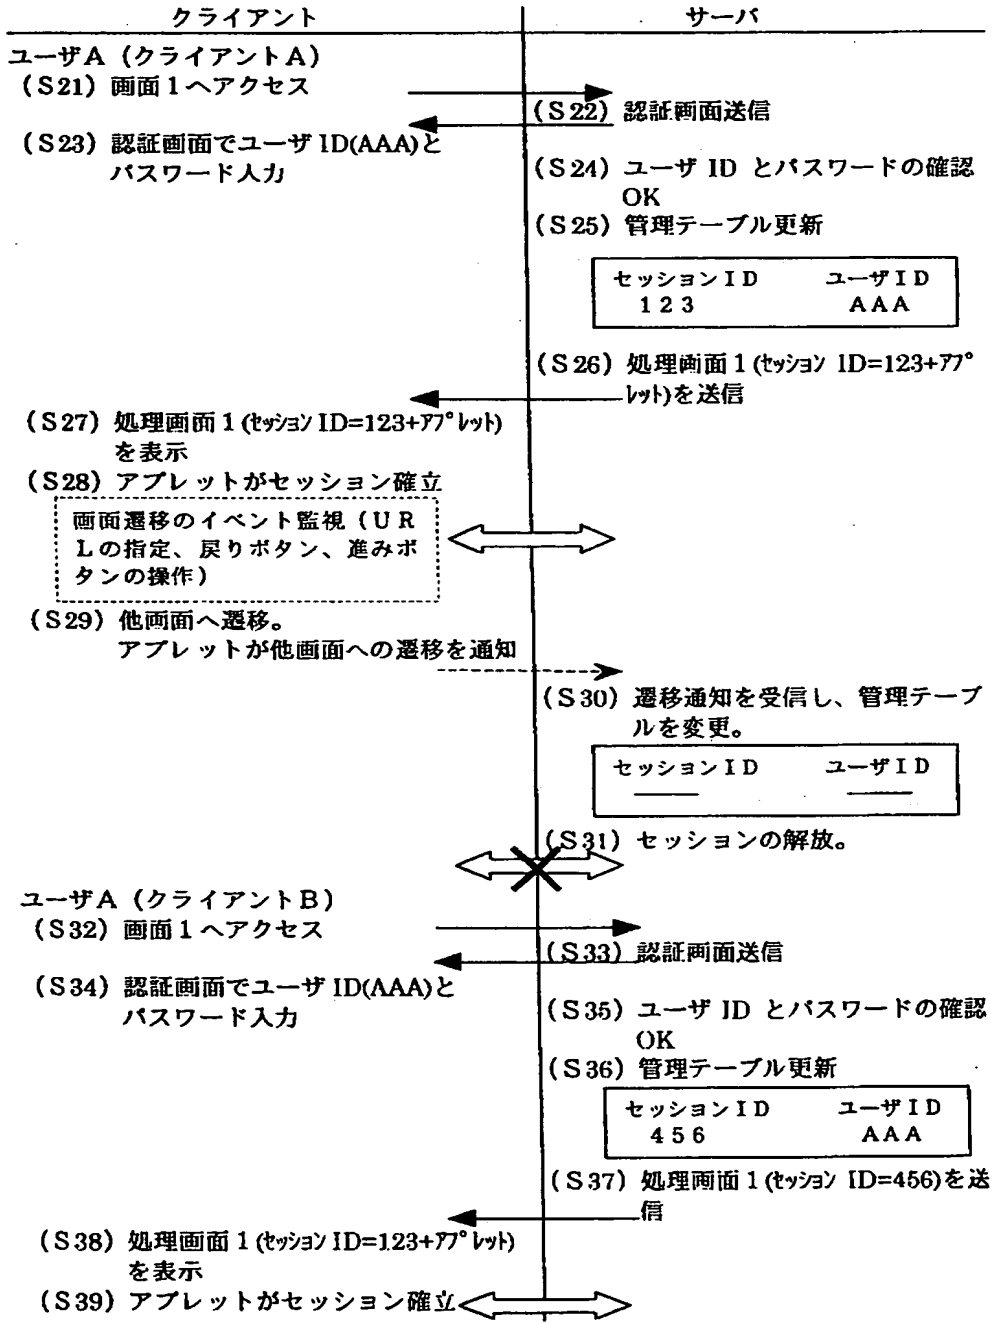 クライアント サーバ
ユーザA（クライアントA）
（S21）画面1へアクセス
（S22）認証画面送信
（S23）認証画面でユーザID(AAA)と
パスワード入力
（S24）ユーザ ID とパスワードの確認
OK
（S25）管理テーブル更新
セッションID ユーザID
123 AAA
（S26）処理画面1(ｾｯｼｮﾝ ID=123+ｱﾌﾟ
ﾚｯﾄ)を送信
（S27）処理画面1(ｾｯｼｮﾝ ID=123+ｱﾌﾟﾚｯﾄ)
を表示
（S28）アプレットがセッション確立
画面遷移のイベント監視（UR
Lの指定、戻りボタン、進みボ
タンの操作）
（S29）他画面へ遷移。
アプレットが他画面への遷移を通知
（S30）遷移通知を受信し、管理テーブ
ルを変更。
セッションID ユーザID
（S31）セッションの解放。
ユーザA（クライアントB）
（S32）画面1へアクセス
（S33）認証画面送信
（S34）認証画面でユーザID(AAA)と
パスワード入力
（S35）ユーザ ID とパスワードの確認
OK
（S36）管理テーブル更新
セッションID ユーザID
456 AAA
（S37）処理画面1(ｾｯｼｮﾝ ID=456)を送
信
（S38）処理画面1(ｾｯｼｮﾝ ID=123+ｱﾌﾟﾚｯﾄ)
を表示
（S39）アプレットがセッション確立